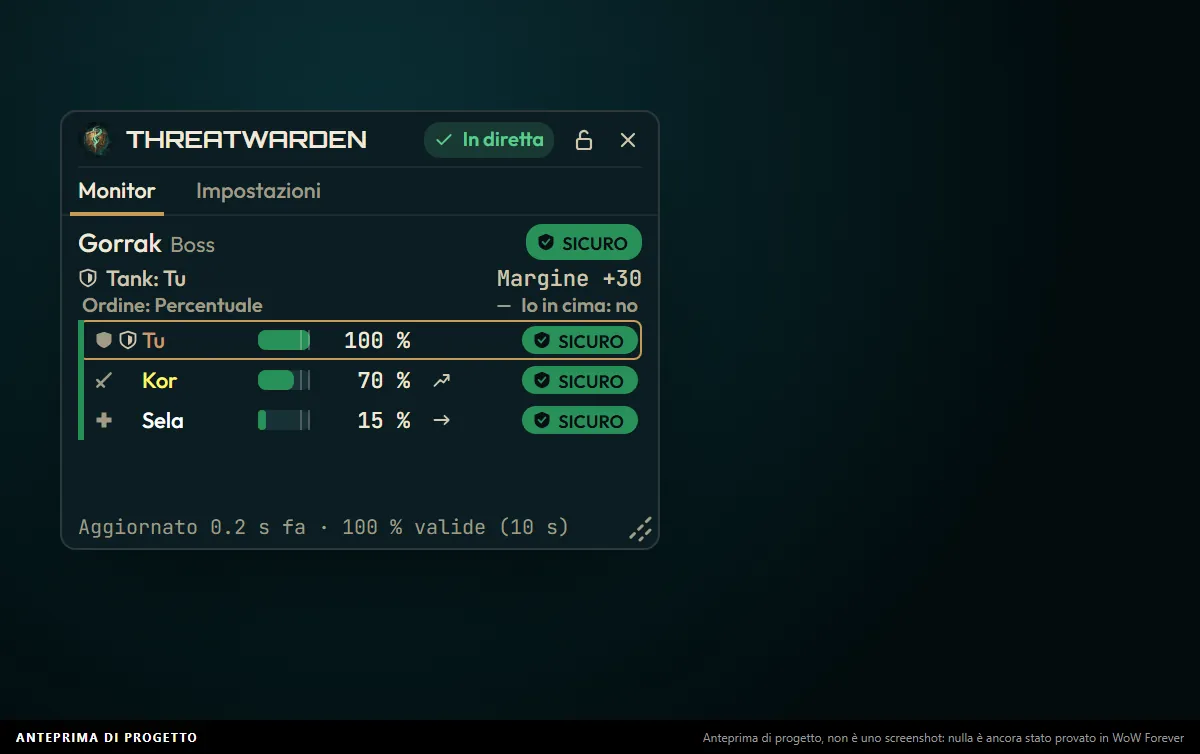 THREATWARDEN In diretta
Monitor Impostazioni
Gorrak Boss SICURO
Tank: Tu Margine +30
Ordine: Percentuale — Io in cima: no
Tu 100 % SICURO
Kor 70 % SICURO
Sela 15 % SICURO
Aggiornato 0.2 s fa · 100 % valide (10 s)
ANTEPRIMA DI PROGETTO Anteprima di progetto, non è uno screenshot: nulla è ancora stato provato in WoW Forever